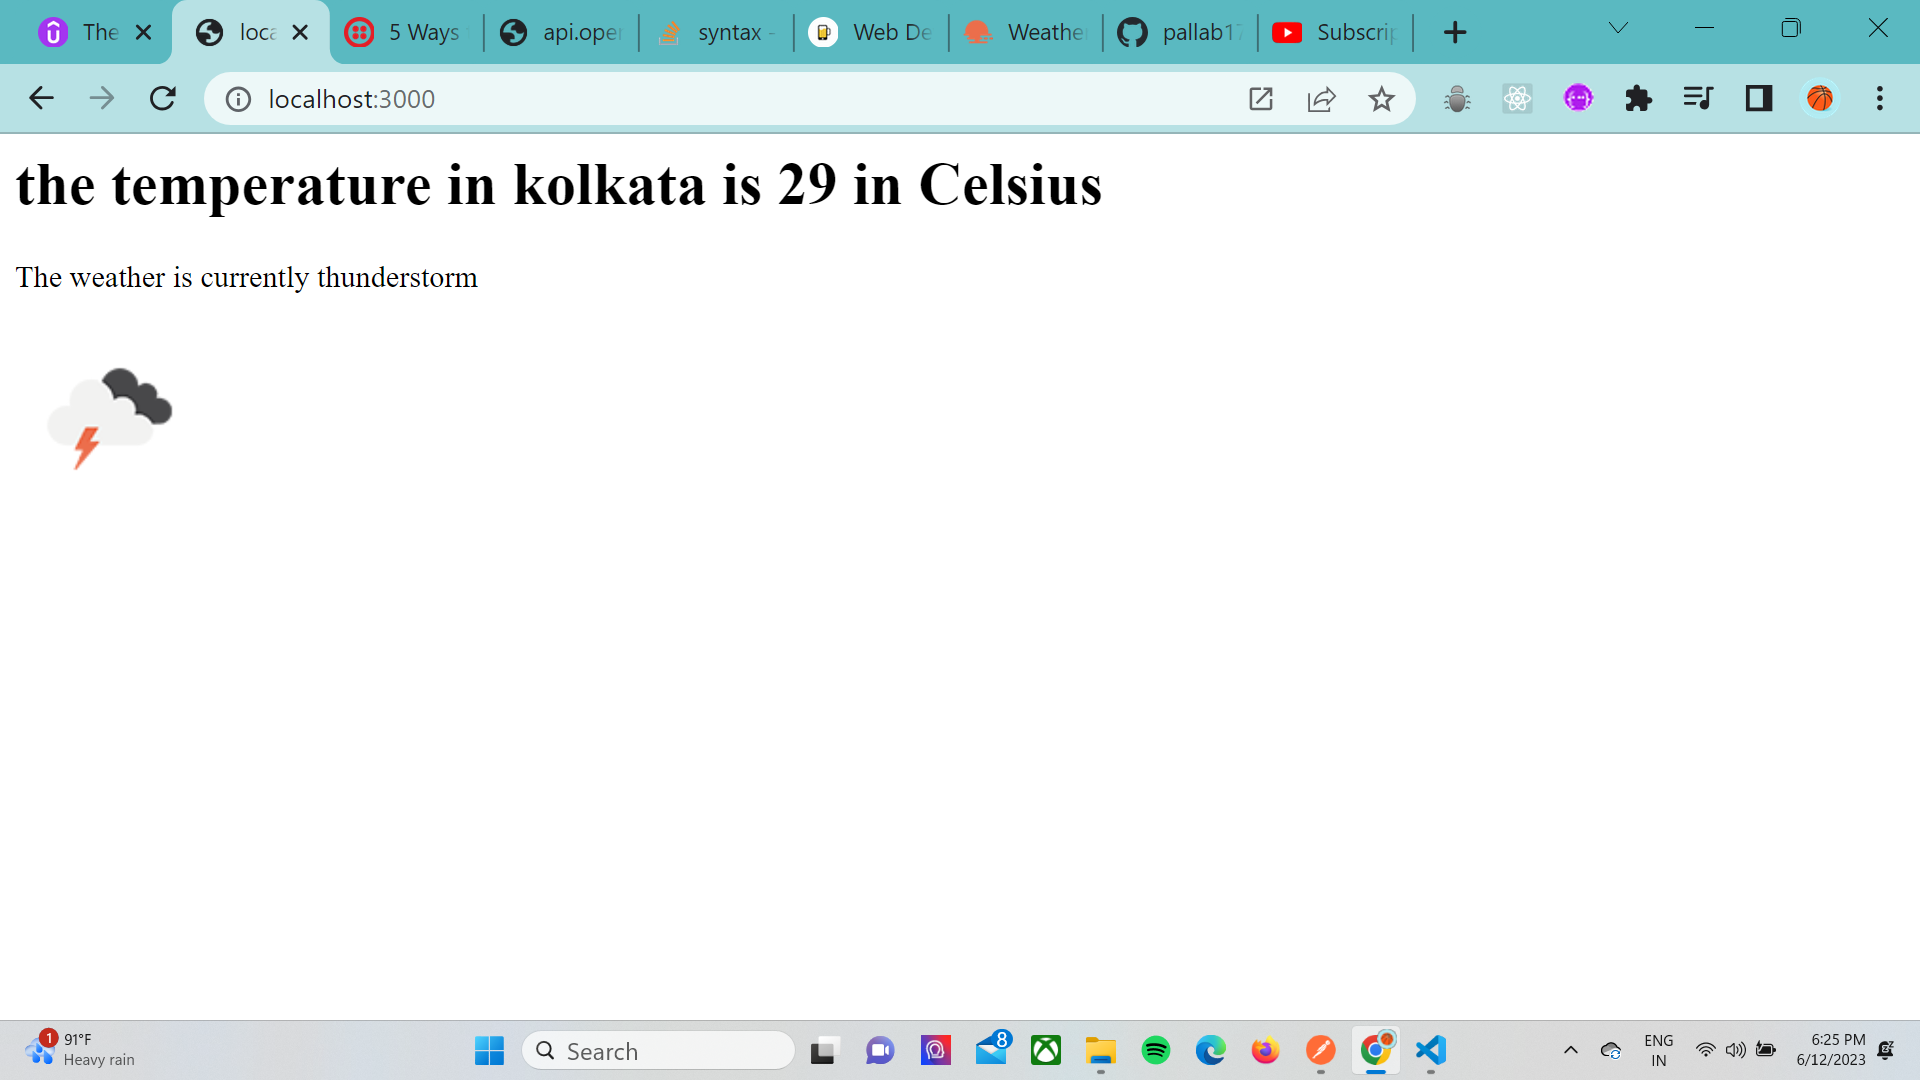 The
loca
5 Ways
api.oper
syntax -
Web De
Weather
pallab17
Subscrip
localhost:3000
the temperature in kolkata is 29 in Celsius
The weather is currently thunderstorm
1
91°F
Heavy rain
Search
8
ENG
IN
6:25 PM
6/12/2023